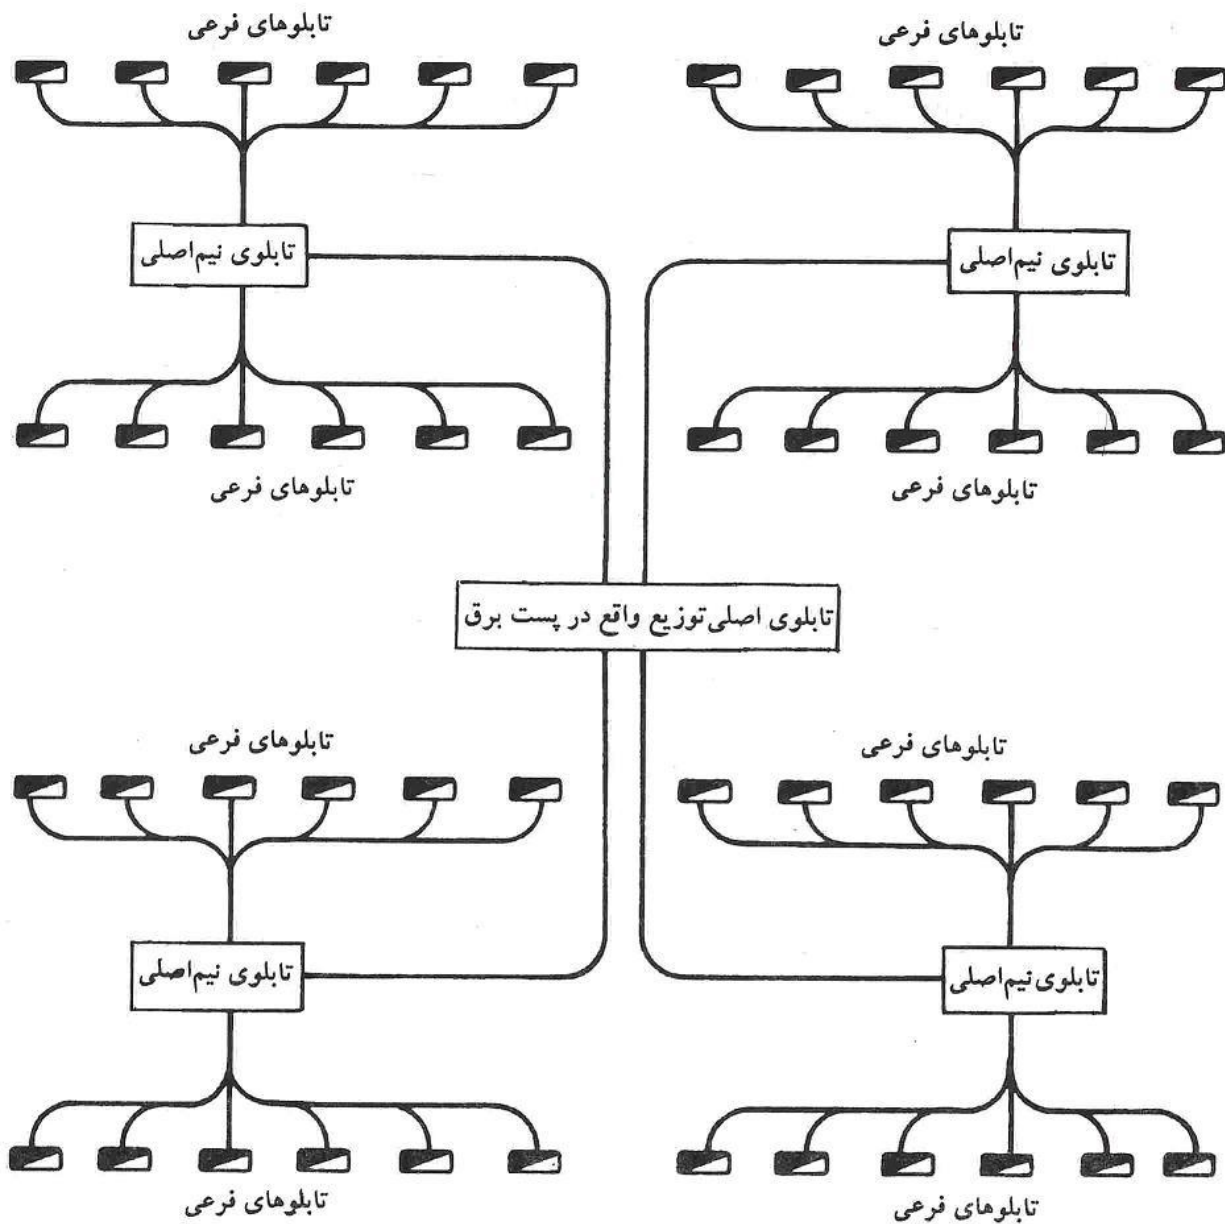 تابلوهای فرعی
تابلوهای فرعی
تابلوی نیم‌اصلی
تابلوی نیم‌اصلی
تابلوهای فرعی
تابلوهای فرعی
تابلوی اصلی توزیع واقع در پست برق
تابلوهای فرعی
تابلوهای فرعی
تابلوی نیم‌اصلی
تابلوی نیم‌اصلی
تابلوهای فرعی
تابلوهای فرعی